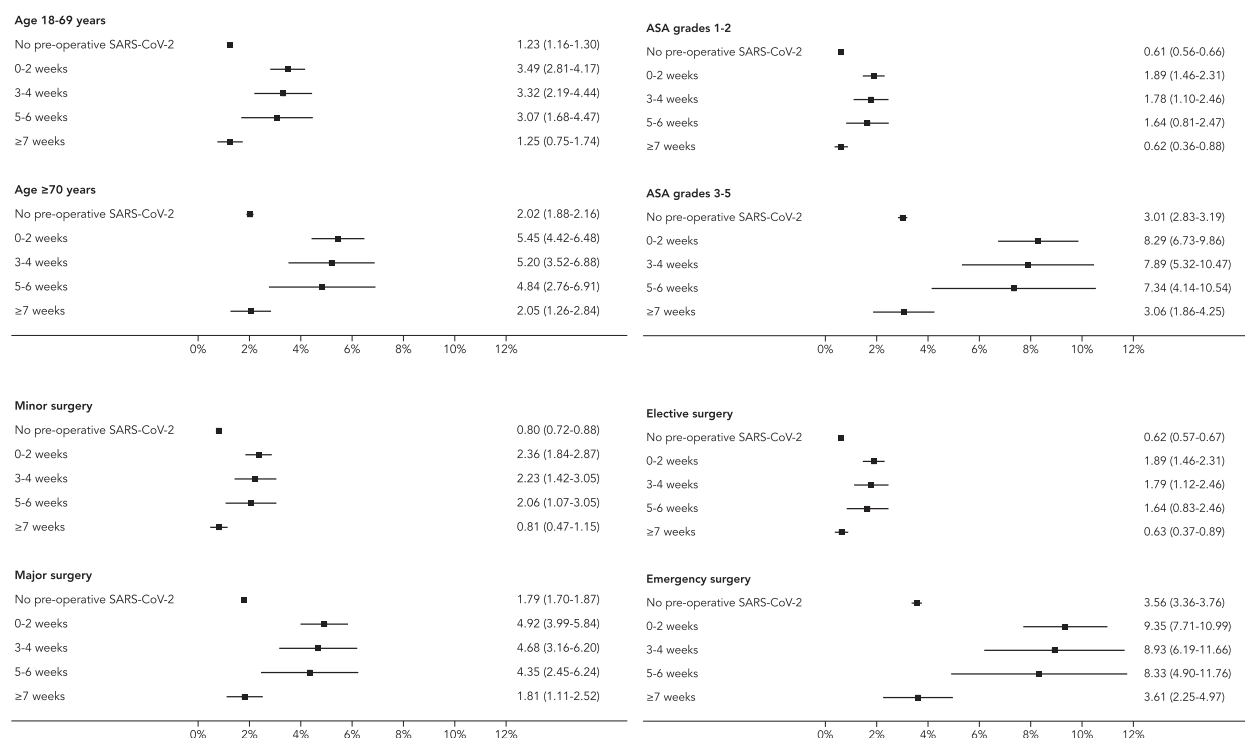 Age 18-69 years
No pre-operative SARS-CoV-2 1.23 (1.16-1.30)
0-2 weeks 3.49 (2.81-4.17)
3-4 weeks 3.32 (2.19-4.44)
5-6 weeks 3.07 (1.68-4.47)
≥7 weeks 1.25 (0.75-1.74)
Age ≥70 years
No pre-operative SARS-CoV-2 2.02 (1.88-2.16)
0-2 weeks 5.45 (4.42-6.48)
3-4 weeks 5.20 (3.52-6.88)
5-6 weeks 4.84 (2.76-6.91)
≥7 weeks 2.05 (1.26-2.84)
0% 2% 4% 6% 8% 10% 12%
ASA grades 1-2
No pre-operative SARS-CoV-2 0.61 (0.56-0.66)
0-2 weeks 1.89 (1.46-2.31)
3-4 weeks 1.78 (1.10-2.46)
5-6 weeks 1.64 (0.81-2.47)
≥7 weeks 0.62 (0.36-0.88)
ASA grades 3-5
No pre-operative SARS-CoV-2 3.01 (2.83-3.19)
0-2 weeks 8.29 (6.73-9.86)
3-4 weeks 7.89 (5.32-10.47)
5-6 weeks 7.34 (4.14-10.54)
≥7 weeks 3.06 (1.86-4.25)
0% 2% 4% 6% 8% 10% 12%
Minor surgery
No pre-operative SARS-CoV-2 0.80 (0.72-0.88)
0-2 weeks 2.36 (1.84-2.87)
3-4 weeks 2.23 (1.42-3.05)
5-6 weeks 2.06 (1.07-3.05)
≥7 weeks 0.81 (0.47-1.15)
Major surgery
No pre-operative SARS-CoV-2 1.79 (1.70-1.87)
0-2 weeks 4.92 (3.99-5.84)
3-4 weeks 4.68 (3.16-6.20)
5-6 weeks 4.35 (2.45-6.24)
≥7 weeks 1.81 (1.11-2.52)
0% 2% 4% 6% 8% 10% 12%
Elective surgery
No pre-operative SARS-CoV-2 0.62 (0.57-0.67)
0-2 weeks 1.89 (1.46-2.31)
3-4 weeks 1.79 (1.12-2.46)
5-6 weeks 1.64 (0.83-2.46)
≥7 weeks 0.63 (0.37-0.89)
Emergency surgery
No pre-operative SARS-CoV-2 3.56 (3.36-3.76)
0-2 weeks 9.35 (7.71-10.99)
3-4 weeks 8.93 (6.19-11.66)
5-6 weeks 8.33 (4.90-11.76)
≥7 weeks 3.61 (2.25-4.97)
0% 2% 4% 6% 8% 10% 12%